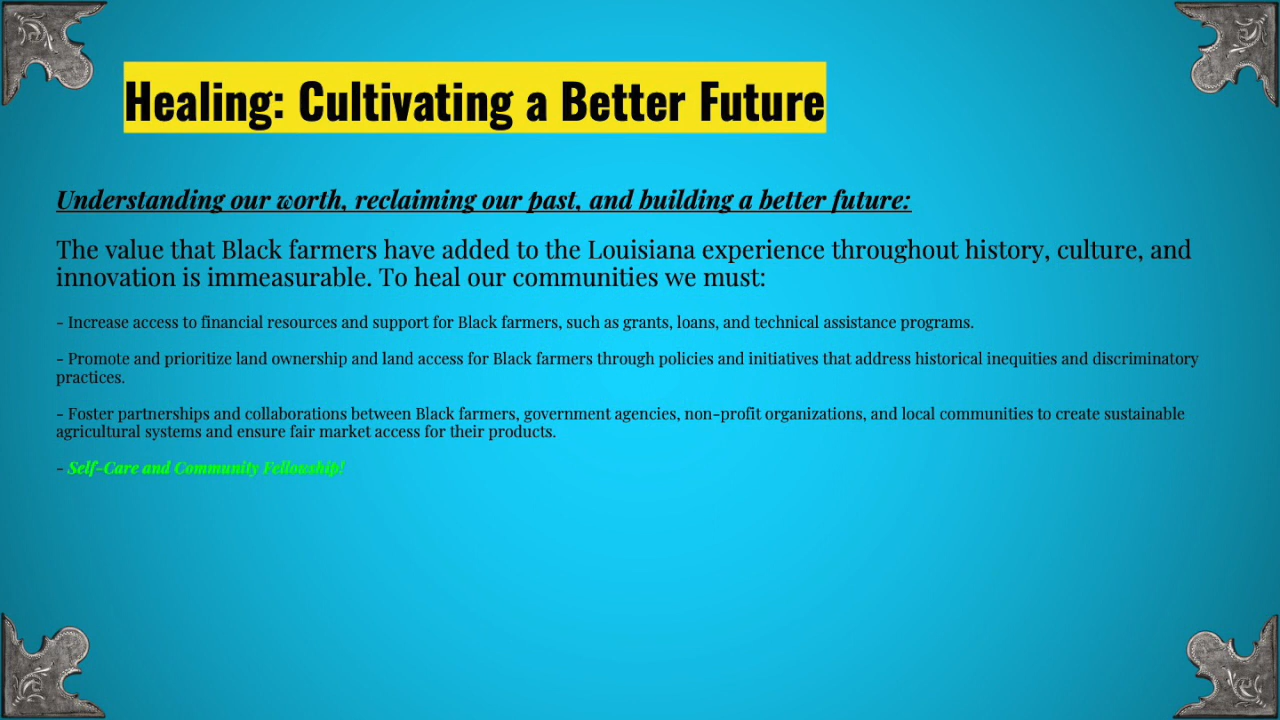 Healing: Cultivating a Better Future
Understanding our worth, reclaiming our past, and building a better future:
The value that Black farmers have added to the Louisiana experience throughout history, culture, and
innovation is immeasurable. To heal our communities we must:
- Increase access to financial resources and support for Black farmers, such as grants, loans, and technical assistance programs.
- Promote and prioritize land ownership and land access for Black farmers through policies and initiatives that address historical inequities and discriminatory
practices.
- Foster partnerships and collaborations between Black farmers, government agencies, non-profit organizations, and local communities to create sustainable
agricultural systems and ensure fair market access for their products.
- Self-Care and Community Fellowship!